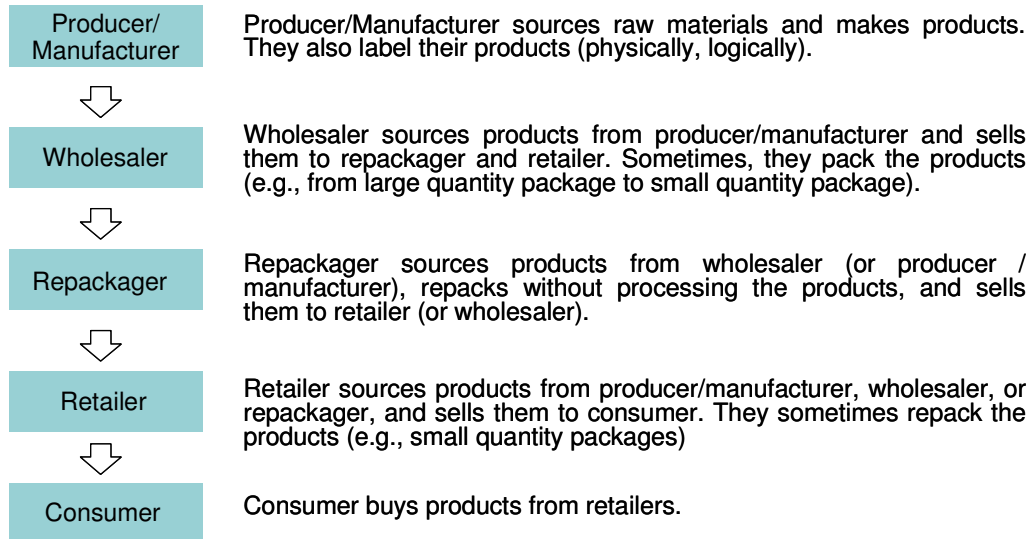 Producer/
Manufacturer
Producer/Manufacturer sources raw materials and makes products.
They also label their products (physically, logically).
Wholesaler
Wholesaler sources products from producer/manufacturer and sells
them to repackager and retailer. Sometimes, they pack the products
(e.g., from large quantity package to small quantity package).
Repackager
Repackager sources products from wholesaler (or producer /
manufacturer), repacks without processing the products, and sells
them to retailer (or wholesaler).
Retailer
Retailer sources products from producer/manufacturer, wholesaler, or
repackager, and sells them to consumer. They sometimes repack the
products (e.g., small quantity packages)
Consumer
Consumer buys products from retailers.